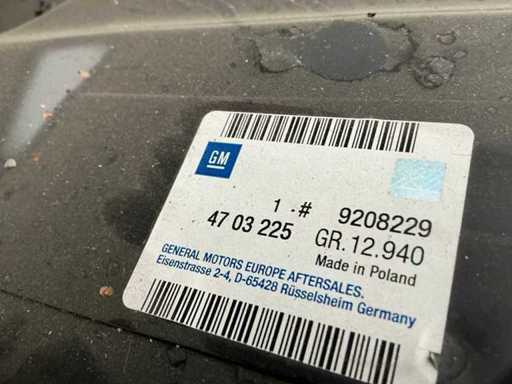 GM
1 - # 9208229
47 03 225 GR.12.940
Made in Poland
GENERAL MOTORS EUROPE AFTERSALES.
Eisenstrasse 2-4, D-65428 Rüsselsheim Germany